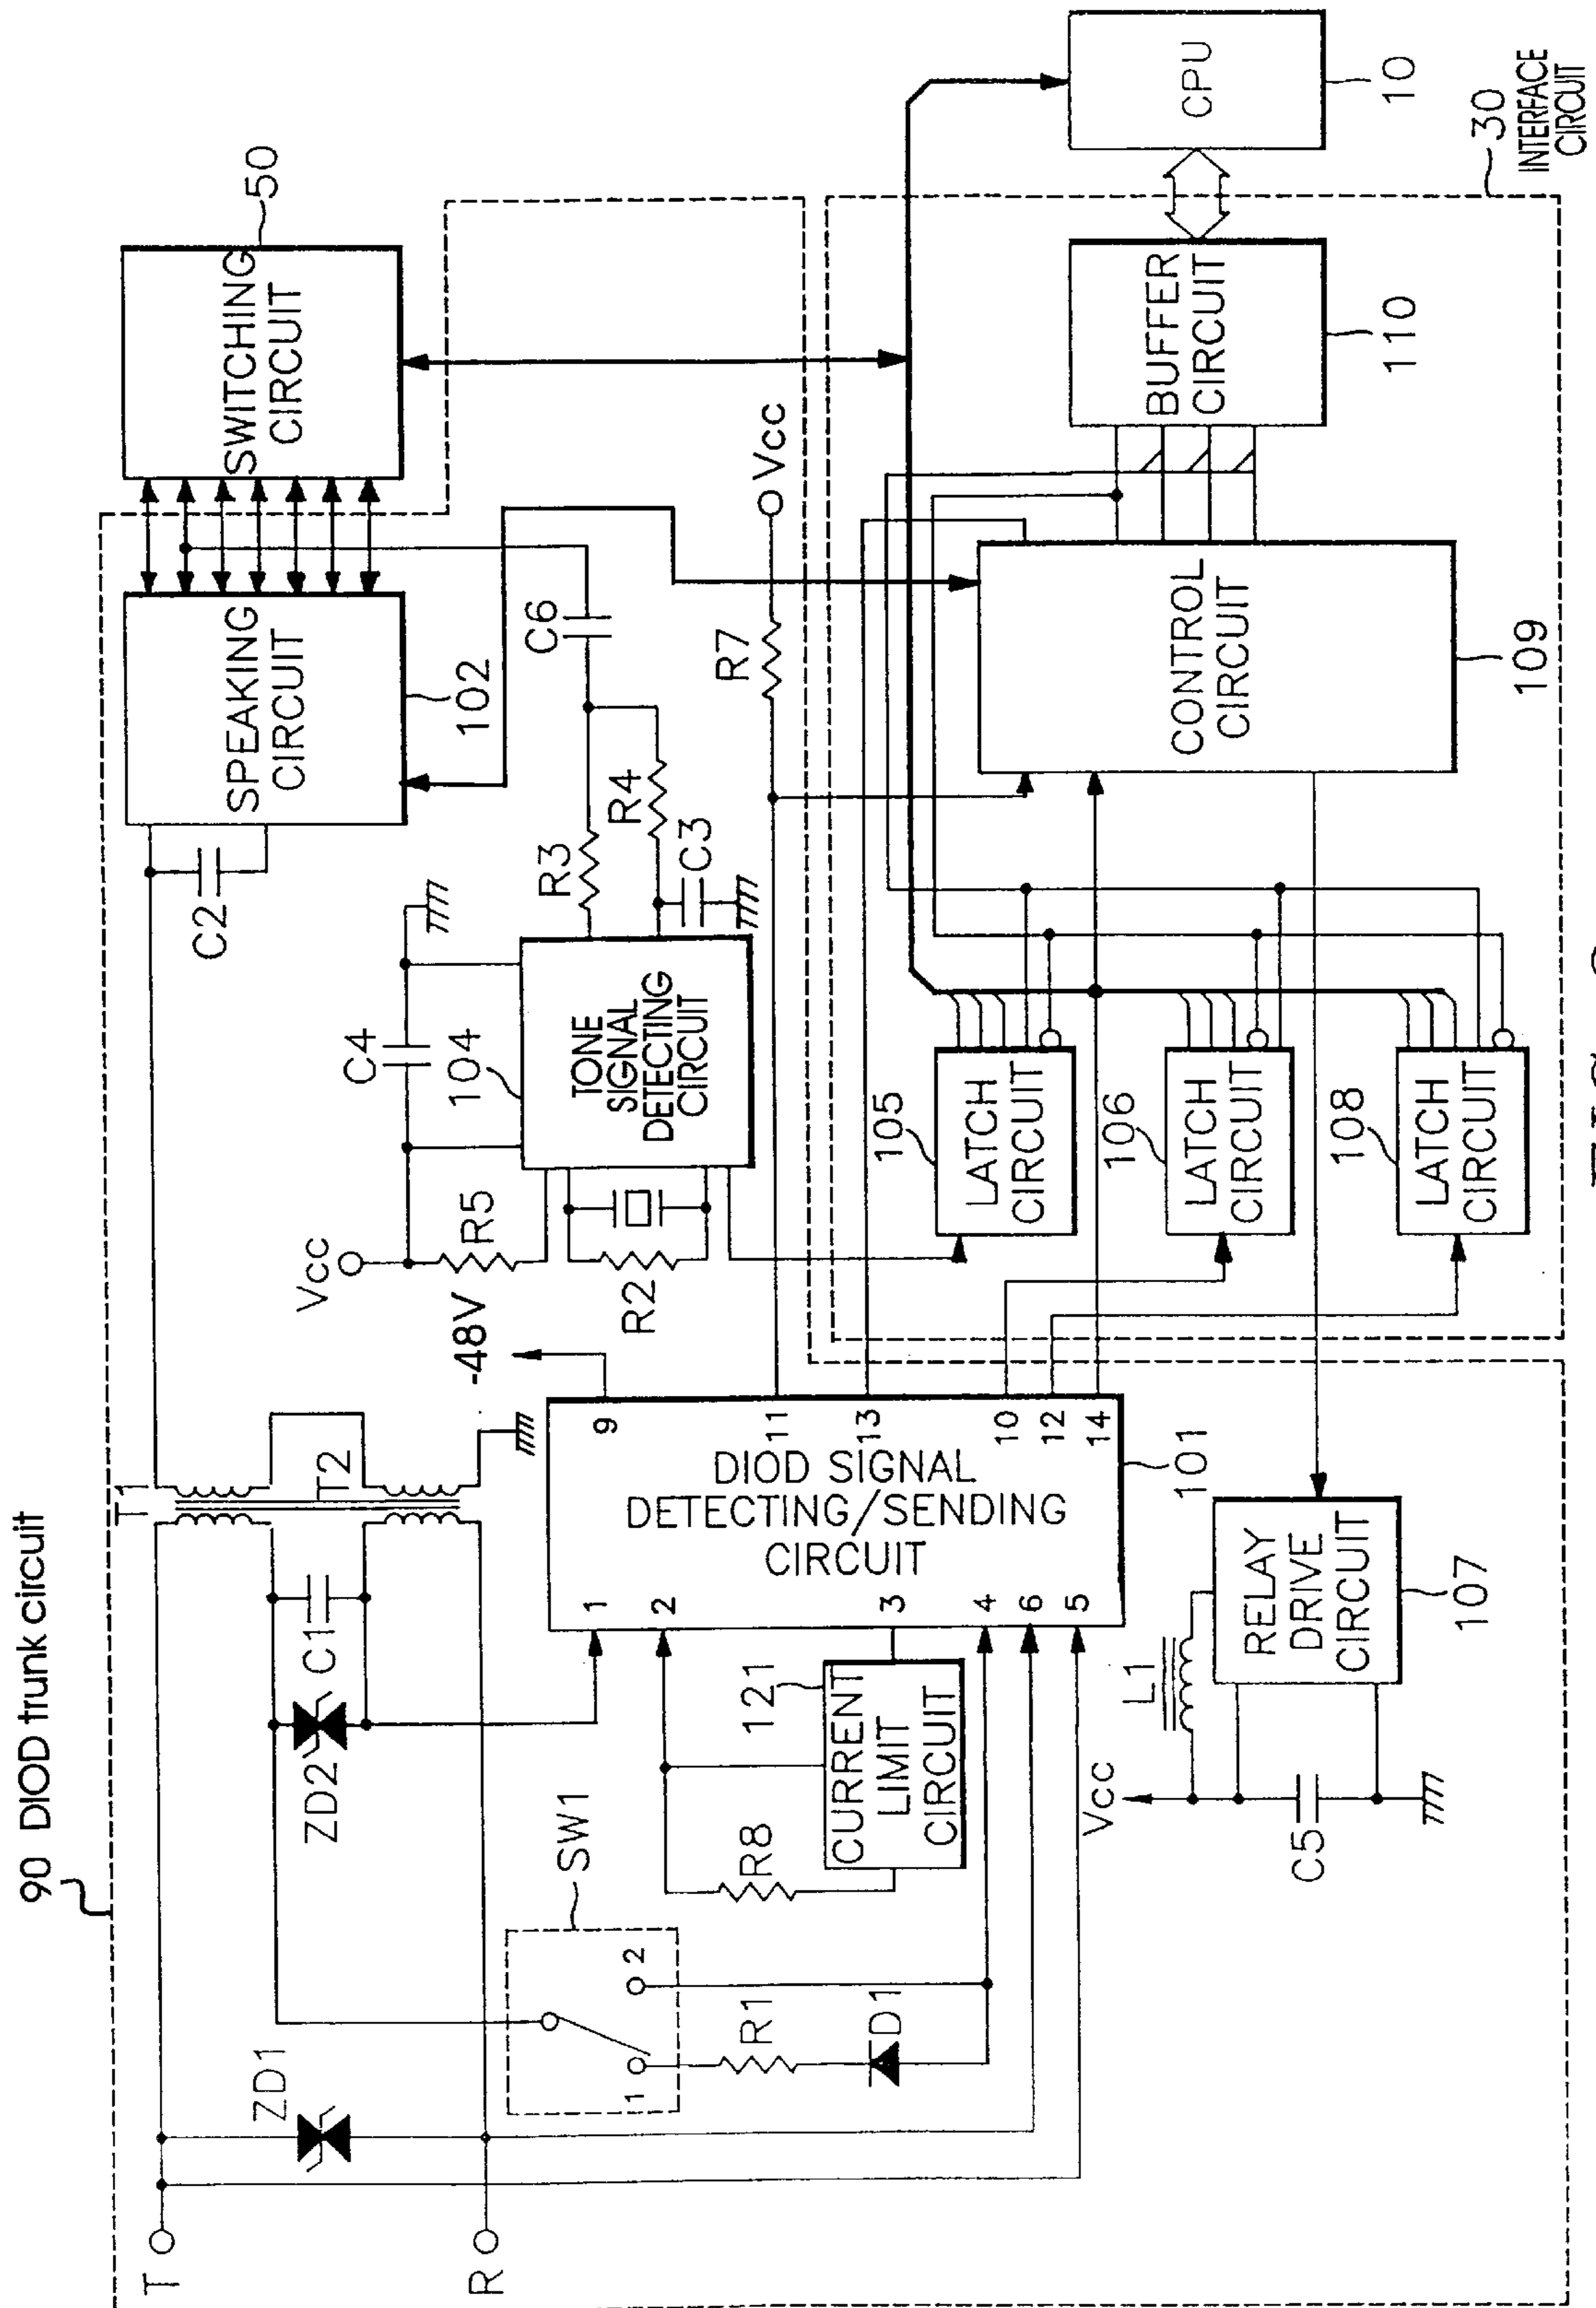 90 DIOD trunk circuit
T
R
ZD1
ZD2
C1
T1
T2
C2
SPEAKING
CIRCUIT
102
SWITCHING
CIRCUIT
50
SW1
1
2
R1
D1
R8
CURRENT
LIMIT
CIRCUIT
121
-48V
DIOD SIGNAL
DETECTING/SENDING
CIRCUIT
101
1
2
3
4
6
5
9
11
13
10
12
14
Vcc
R5
R2
C4
104
TONE
SIGNAL
DETECTING
CIRCUIT
R3
R4
C3
C6
R7
Vcc
Vcc
L1
C5
RELAY
DRIVE
CIRCUIT
107
105
LATCH
CIRCUIT
106
LATCH
CIRCUIT
108
LATCH
CIRCUIT
CONTROL
CIRCUIT
109
BUFFER
CIRCUIT
110
CPU
10
30
INTERFACE
CIRCUIT